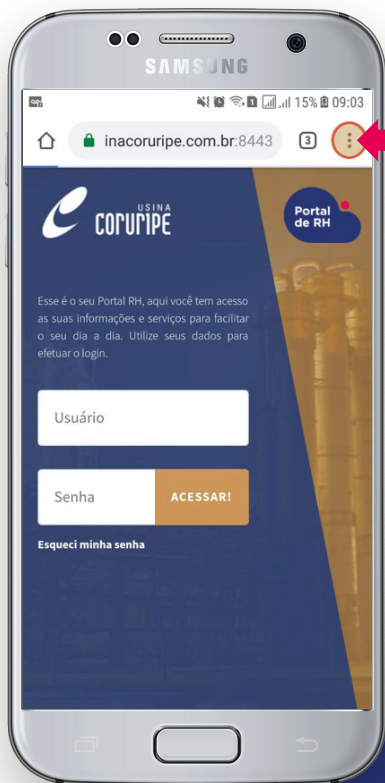 SAMSUNG
15% 09:03
inacoruripe.com.br:8443 3
USINA
coruripe
Portal
de RH
Esse é o seu Portal RH, aqui você tem acesso
as suas informações e serviços para facilitar
o seu dia a dia. Utilize seus dados para
efetuar o login.
Usuário
Senha
ACESSAR!
Esqueci minha senha